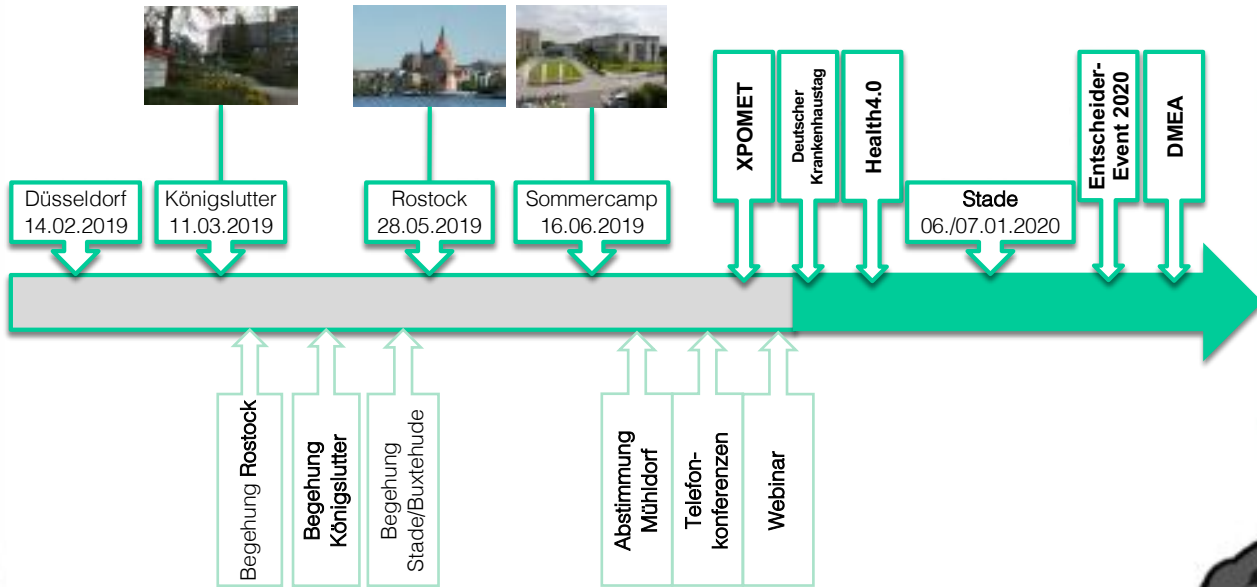 XPOMET
Deutscher
Krankenhaustag
Health4.0
Entscheider-
Event 2020
DMEA
Düsseldorf
14.02.2019
Königslutter
11.03.2019
Rostock
28.05.2019
Sommercamp
16.06.2019
Stade
06./07.01.2020
Begehung Rostock
Begehung
Königslutter
Begehung
Stade/Buxtehude
Abstimmung
Mühldorf
Telefon-
konferenzen
Webinar